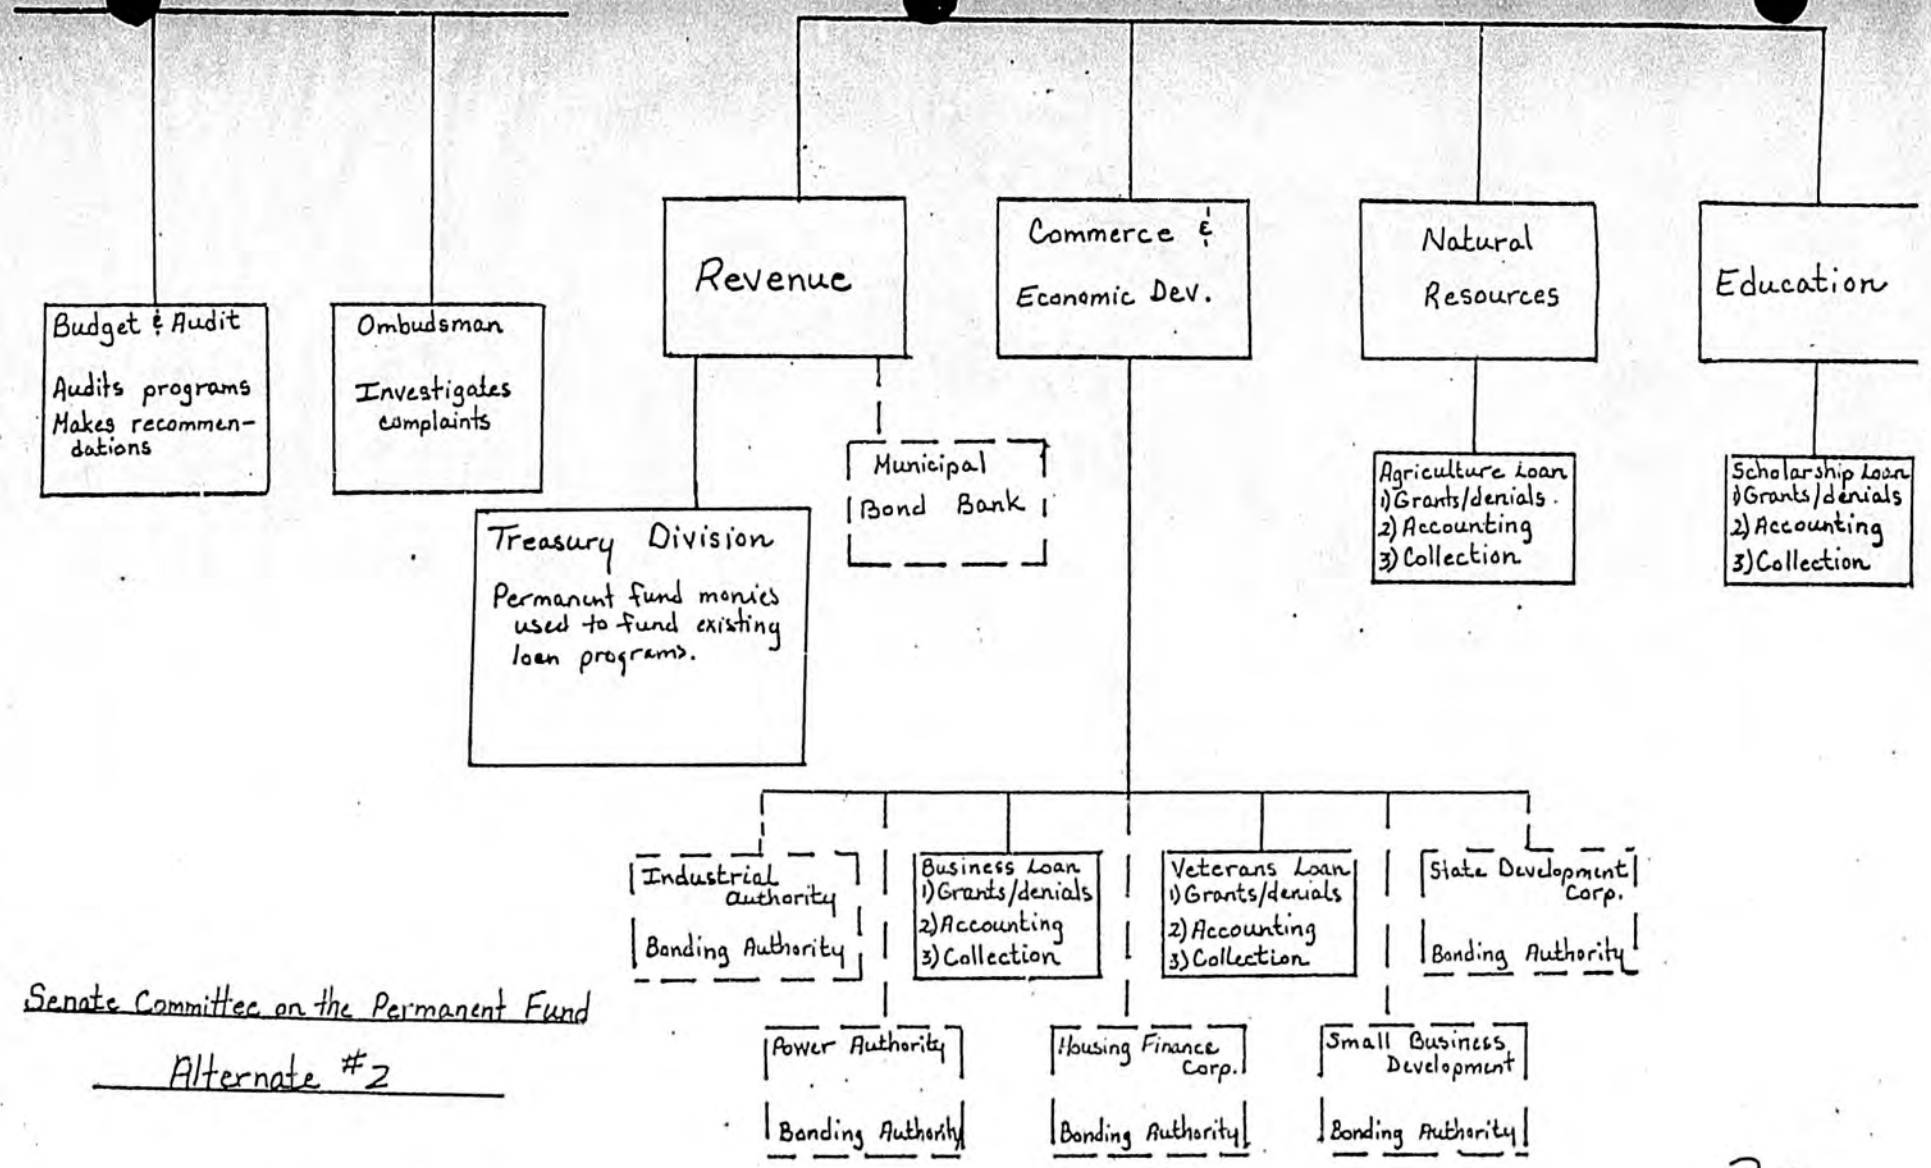 Budget & Audit
Audits programs
Makes recommen-
dations
Ombudsman
Investigates
complaints
Revenue
Commerce &
Economic Dev.
Natural
Resources
Education
Treasury Division
Permanent fund monies
used to fund existing
loan programs.
Municipal
Bond Bank
Agriculture Loan
1) Grants/denials.
2) Accounting
3) Collection
Scholarship Loan
1) Grants/denials
2) Accounting
3) Collection
Industrial
Authority
Bonding Authority
Business Loan
1) Grants/denials
2) Accounting
3) Collection
Veterans Loan
1) Grants/denials
2) Accounting
3) Collection
State Development
Corp.
Bonding Authority
Power Authority
Bonding Authority
Housing Finance
Corp.
Bonding Authority
Small Business
Development
Bonding Authority
Senate Committee on the Permanent Fund
Alternate #2